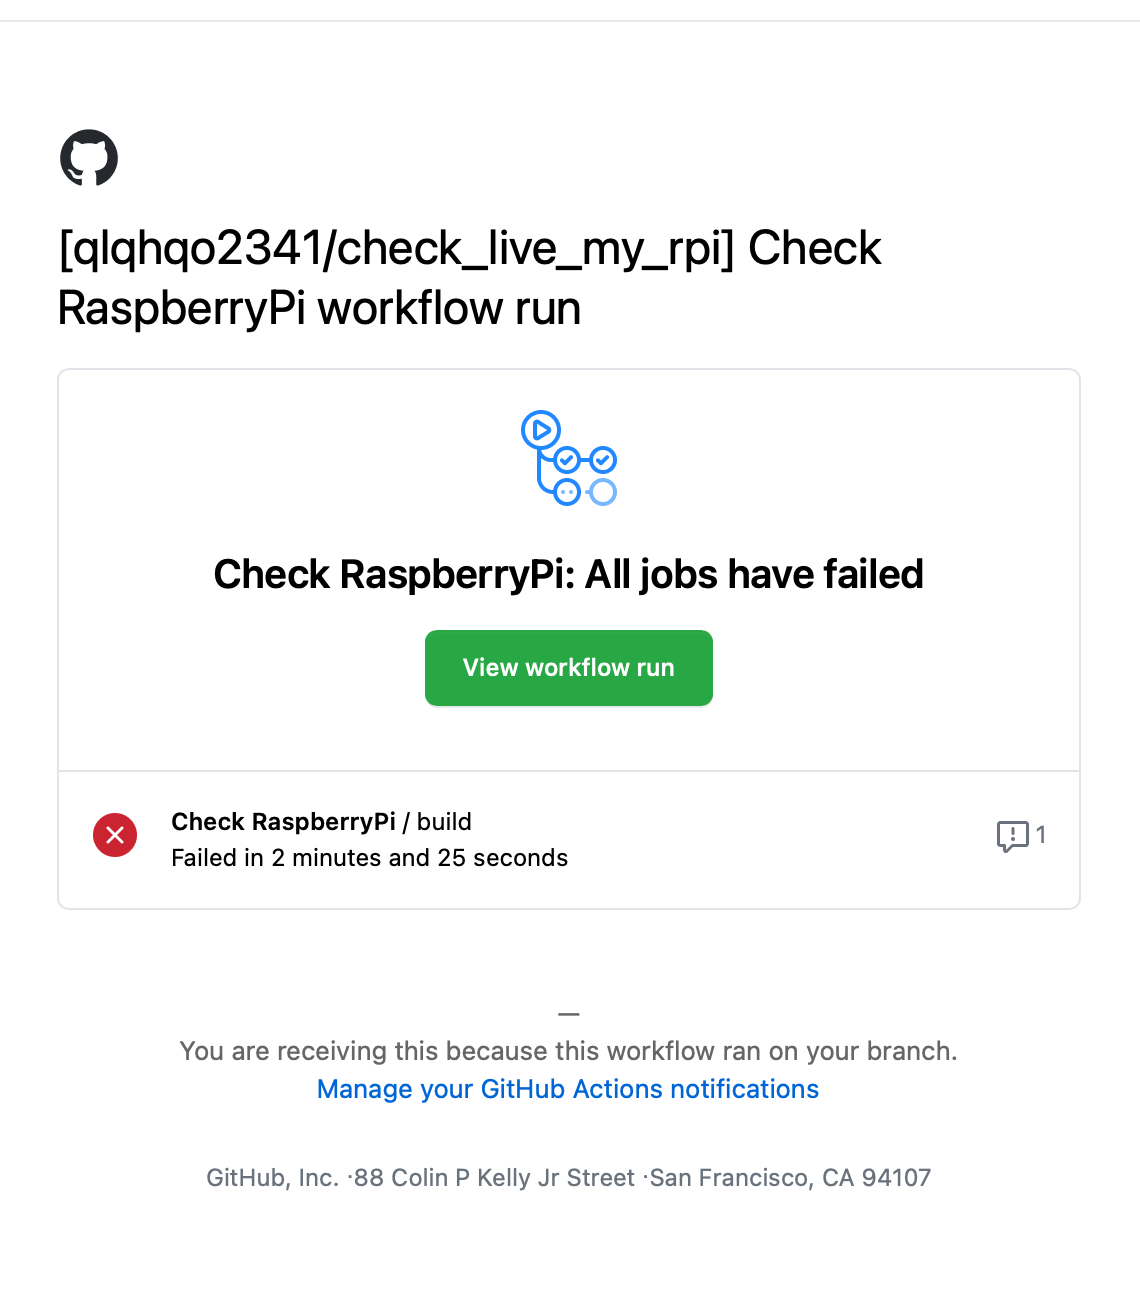 [qlqhqo2341/check_live_my_rpi] Check
RaspberryPi workflow run
Check RaspberryPi: All jobs have failed
View workflow run
Check RaspberryPi / build
Failed in 2 minutes and 25 seconds
1
—
You are receiving this because this workflow ran on your branch.
Manage your GitHub Actions notifications
GitHub, Inc. ·88 Colin P Kelly Jr Street ·San Francisco, CA 94107